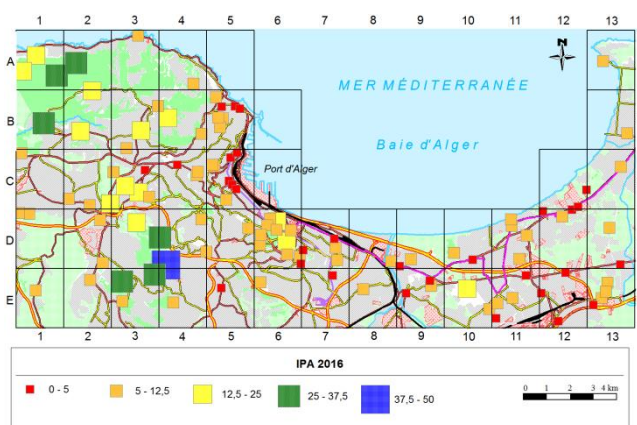 1 2 3 4 5 6 7 8 9 10 11 12 13
A
B
C
D
E
N
MER MÉDITERRANÉE
Baie d'Alger
Port d'Alger
1 2 3 4 5 6 7 8 9 10 11 12 13
IPA 2016
0 - 5 5 - 12,5 12,5 - 25 25 - 37,5 37,5 - 50
0 1 2 3 4 km